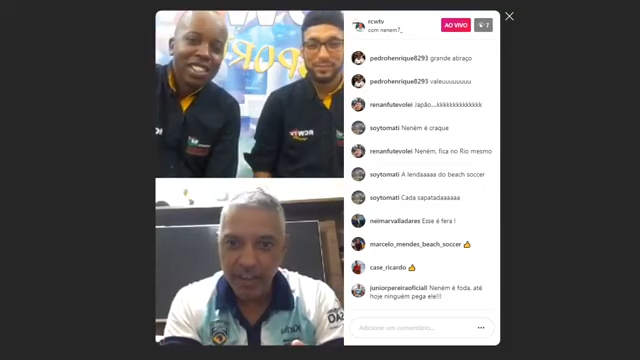 rcwtv
com nenem7_
AO VIVO
7
pedrohenrique8293 grande abraço
pedrohenrique8293 valeuuuuuuuu
renanfutevolei Japão....kkkkkkkkkkkkkk
soytomati Neném é craque
renanfutevolei Neném, fica no Rio mesmo
soytomati A lendaaaaa do beach soccer
soytomati Cada sapatadaaaaaa
neimarvalladares Esse é fera !
marcelo_mendes_beach_soccer 👍
case_ricardo 👍
juniorpereiraoficiall Neném é foda, até
hoje ninguém pega ele!!!
Adicione um comentário...